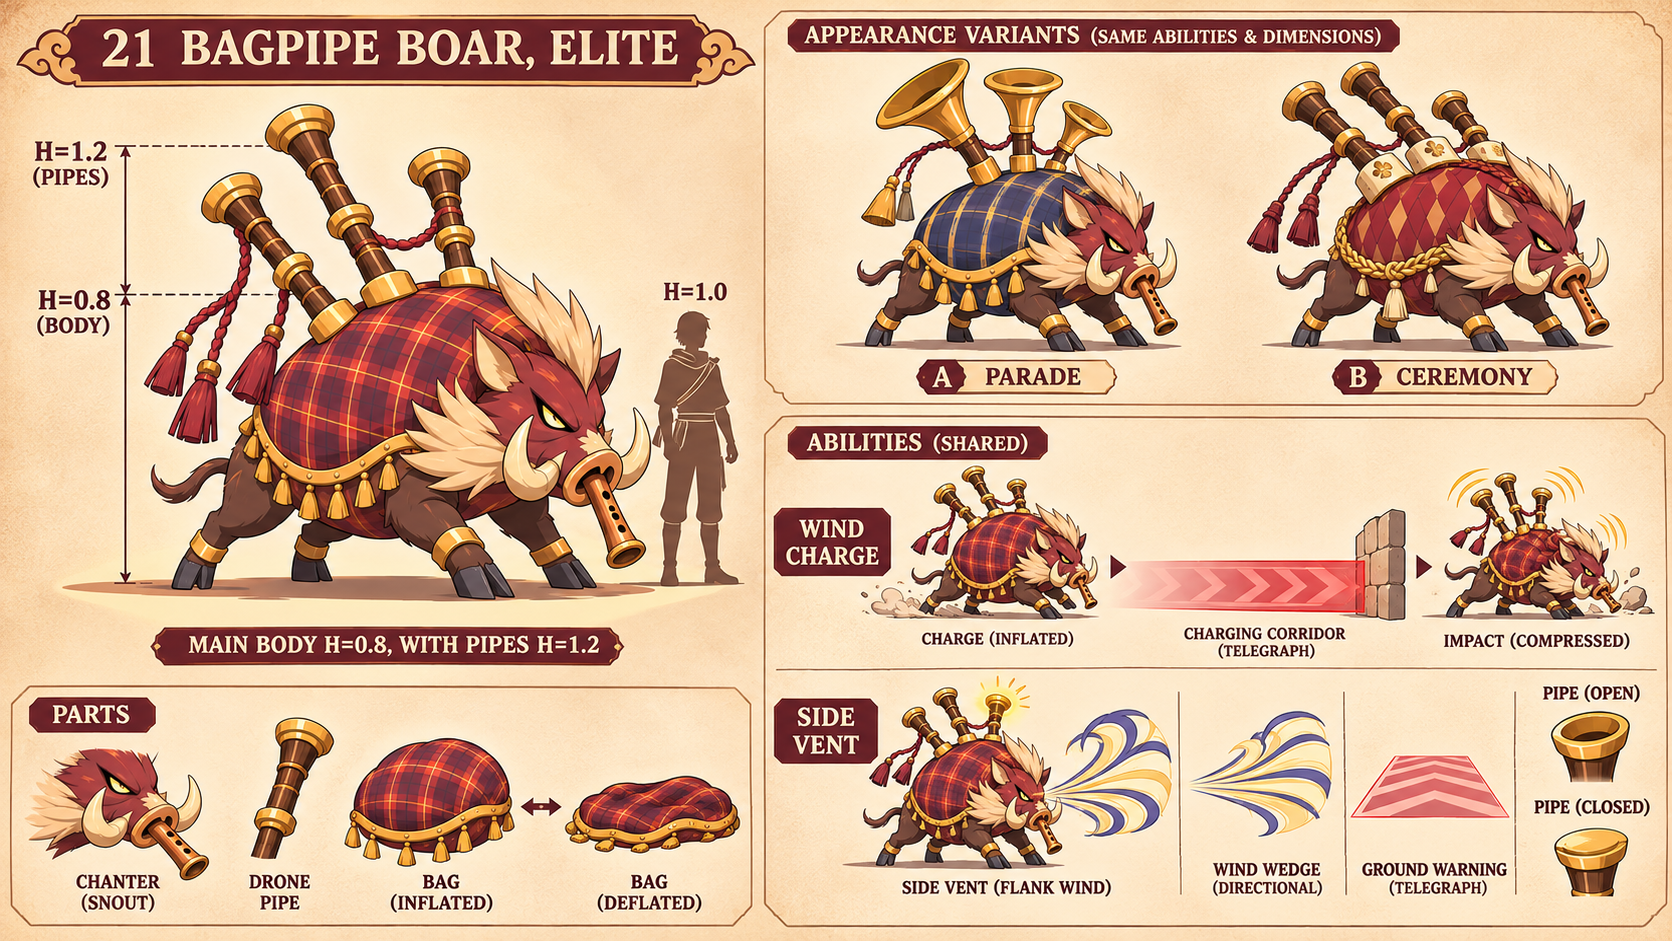 21 BAGPIPE BOAR, ELITE
H=1.2
(PIPES)
H=0.8
(BODY)
H=1.0
MAIN BODY H=0.8, WITH PIPES H=1.2
PARTS
CHANTER
(SNOUT)
DRONE
PIPE
BAG
(INFLATED)
BAG
(DEFLATED)
APPEARANCE VARIANTS (SAME ABILITIES & DIMENSIONS)
A PARADE
B CEREMONY
ABILITIES (SHARED)
WIND
CHARGE
CHARGE (INFLATED)
CHARGING CORRIDOR
(TELEGRAPH)
IMPACT (COMPRESSED)
SIDE
VENT
SIDE VENT (FLANK WIND)
WIND WEDGE
(DIRECTIONAL)
GROUND WARNING
(TELEGRAPH)
PIPE (OPEN)
PIPE (CLOSED)